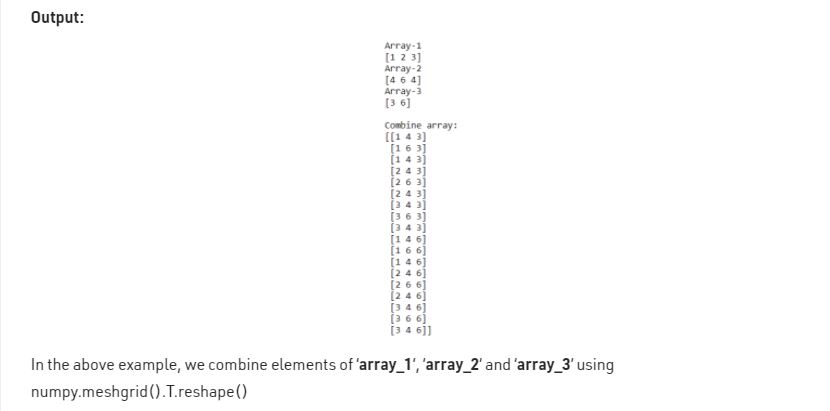 Output:
Array-1
[1 2 3]
Array-2
[4 6 4]
Array-3
[3 6]
Combine array:
[[1 4 3]
[1 6 3]
[1 4 3]
[2 4 3]
[2 6 3]
[2 4 3]
[3 4 3]
[3 6 3]
[3 4 3]
[1 4 6]
[1 6 6]
[1 4 6]
[2 4 6]
[2 6 6]
[2 4 6]
[3 4 6]
[3 6 6]
[3 4 6]]
In the above example, we combine elements of 'array_1', 'array_2' and 'array_3' using
numpy.meshgrid().T.reshape()